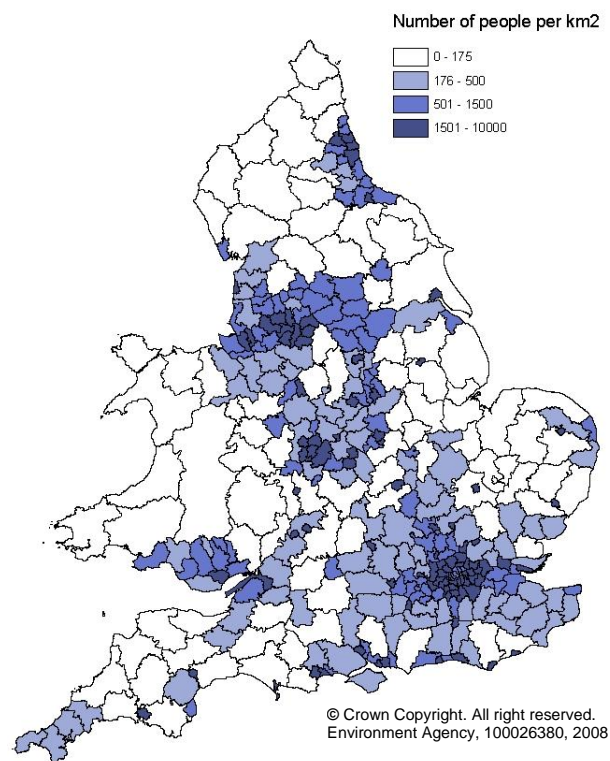 Number of people per km2
0 - 175
176 - 500
501 - 1500
1501 - 10000
© Crown Copyright. All right reserved.
Environment Agency, 100026380, 2008